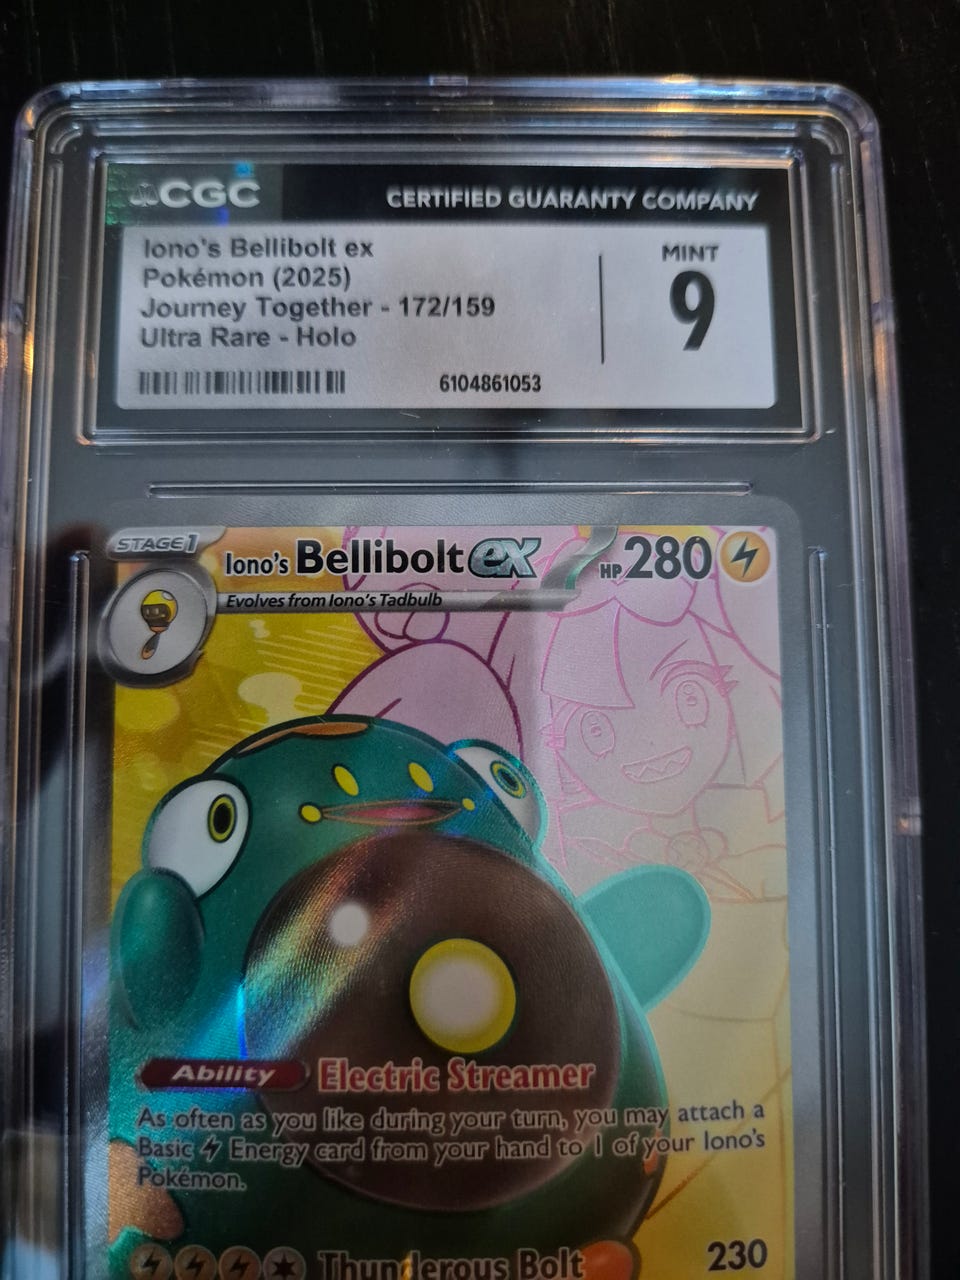 CGC
CERTIFIED GUARANTY COMPANY
Iono's Bellibolt ex
Pokémon (2025)
Journey Together - 172/159
Ultra Rare - Holo
MINT
9
6104861053
STAGE 1
Iono's Bellibolt ex
HP 280
Evolves from Iono's Tadbulb
Ability Electric Streamer
As often as you like during your turn, you may attach a
Basic Energy card from your hand to 1 of your Iono's
Pokémon.
Thunderous Bolt 230